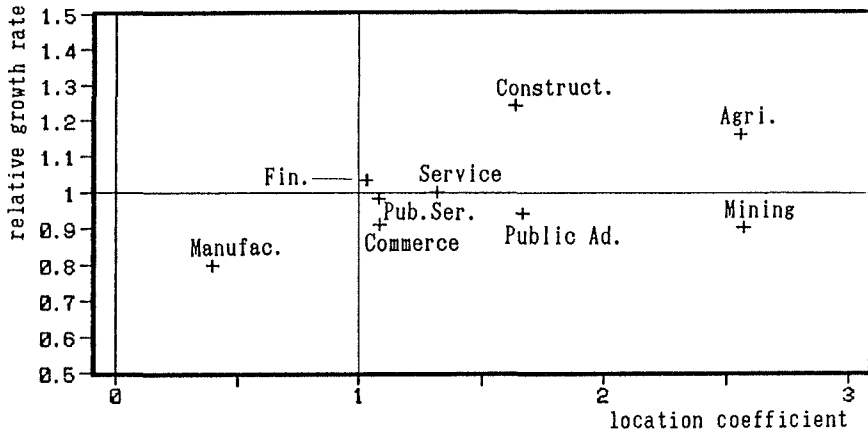 relative growth rate
1.5
1.4
1.3
1.2
1.1
1
0.9
0.8
0.7
0.6
0.5
Construct.
Agri.
Fin.
Service
Pub.Ser.
Mining
Commerce
Public Ad.
Manufac.
0
1
2
3
location coefficient